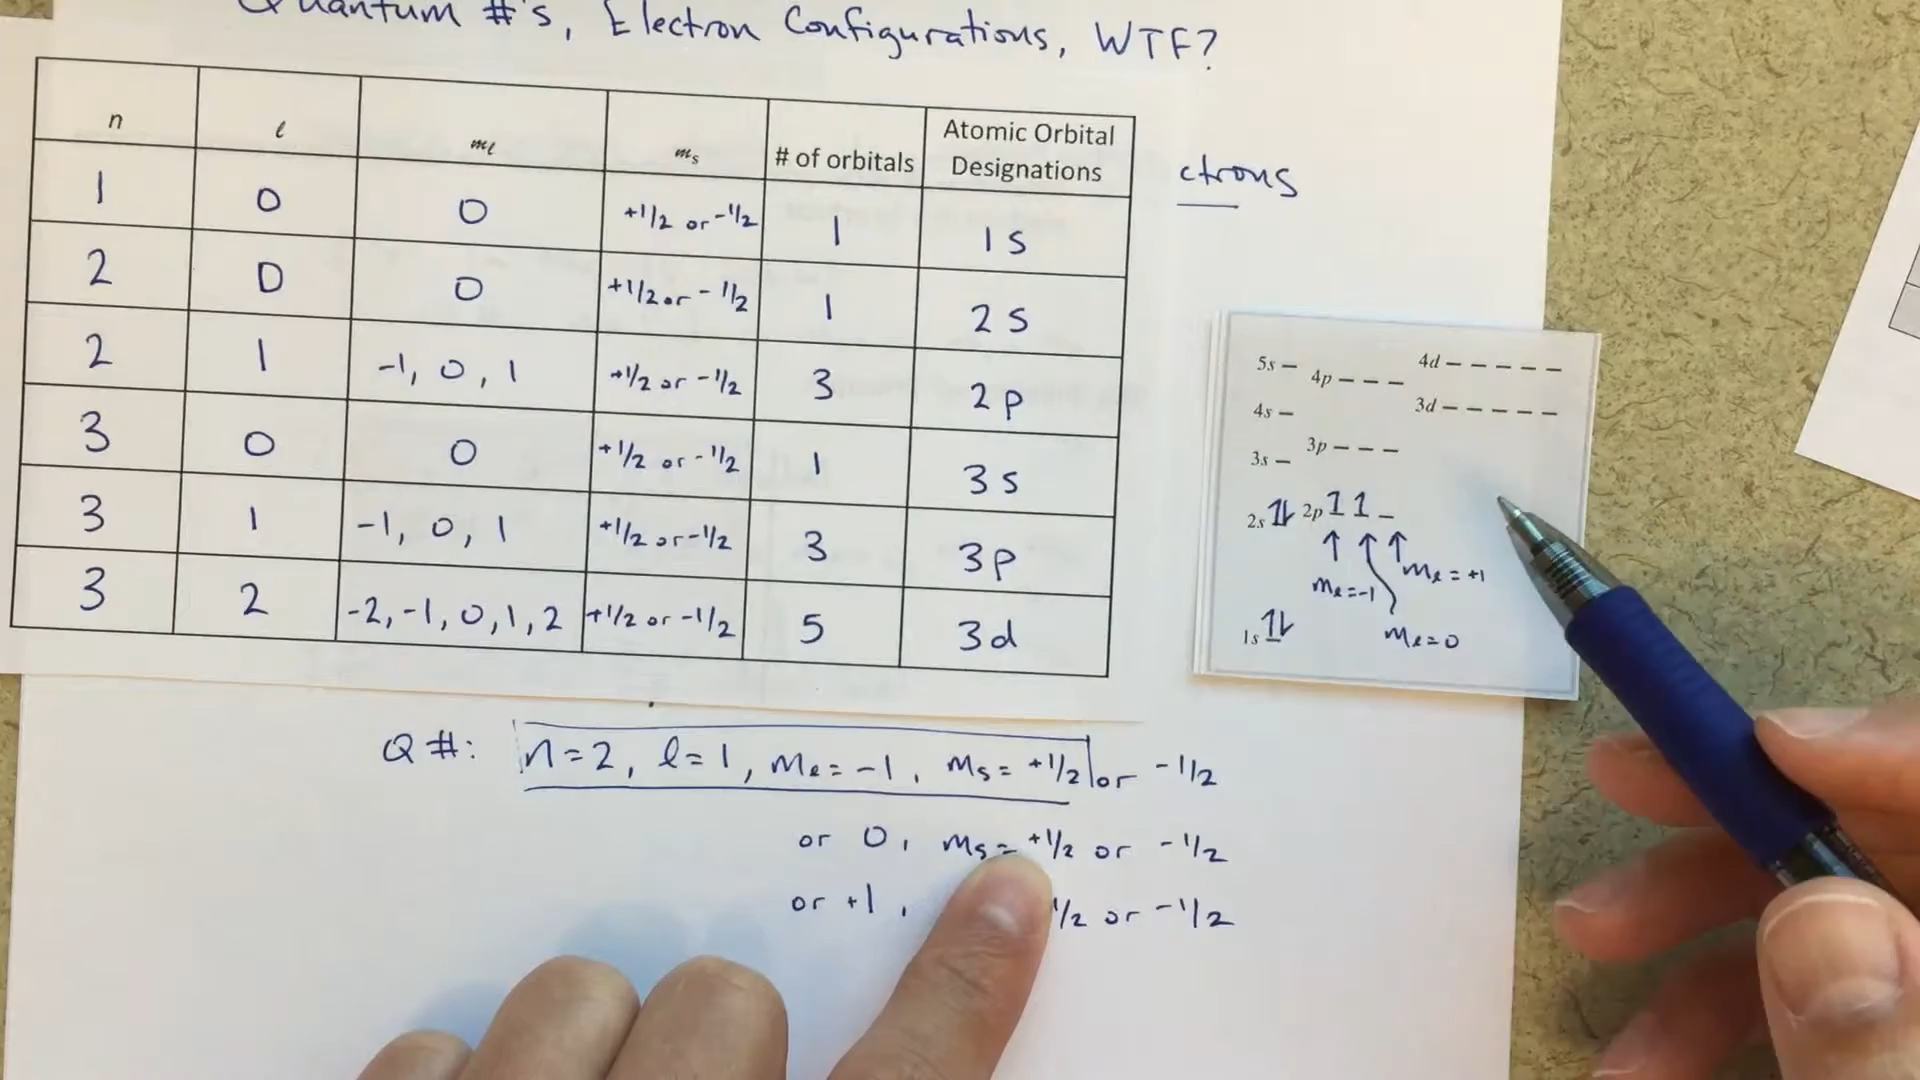 Quantum #'s, Electron Configurations, WTF?
n ℓ mℓ ms # of orbitals Atomic Orbital Designations
1 0 0 +1/2 or -1/2 1 1s
2 0 0 +1/2 or - 1/2 1 2s
2 1 -1, 0, 1 +1/2 or -1/2 3 2p
3 0 0 +1/2 or -1/2 1 3s
3 1 -1, 0, 1 +1/2 or -1/2 3 3p
3 2 -2, -1, 0, 1, 2 +1/2 or -1/2 5 3d
ctrons
5s – 4p – – – 4d – – – – –
4s – 3d – – – – –
3s – 3p – – –
2s ⥮ 2p 1 1 –
mℓ=-1 mℓ = +1
1s ⥮ mℓ=0
Q #: n=2, ℓ=1, mℓ=-1, ms= +1/2 or -1/2
or 0, ms= +1/2 or -1/2
or +1, 1/2 or -1/2